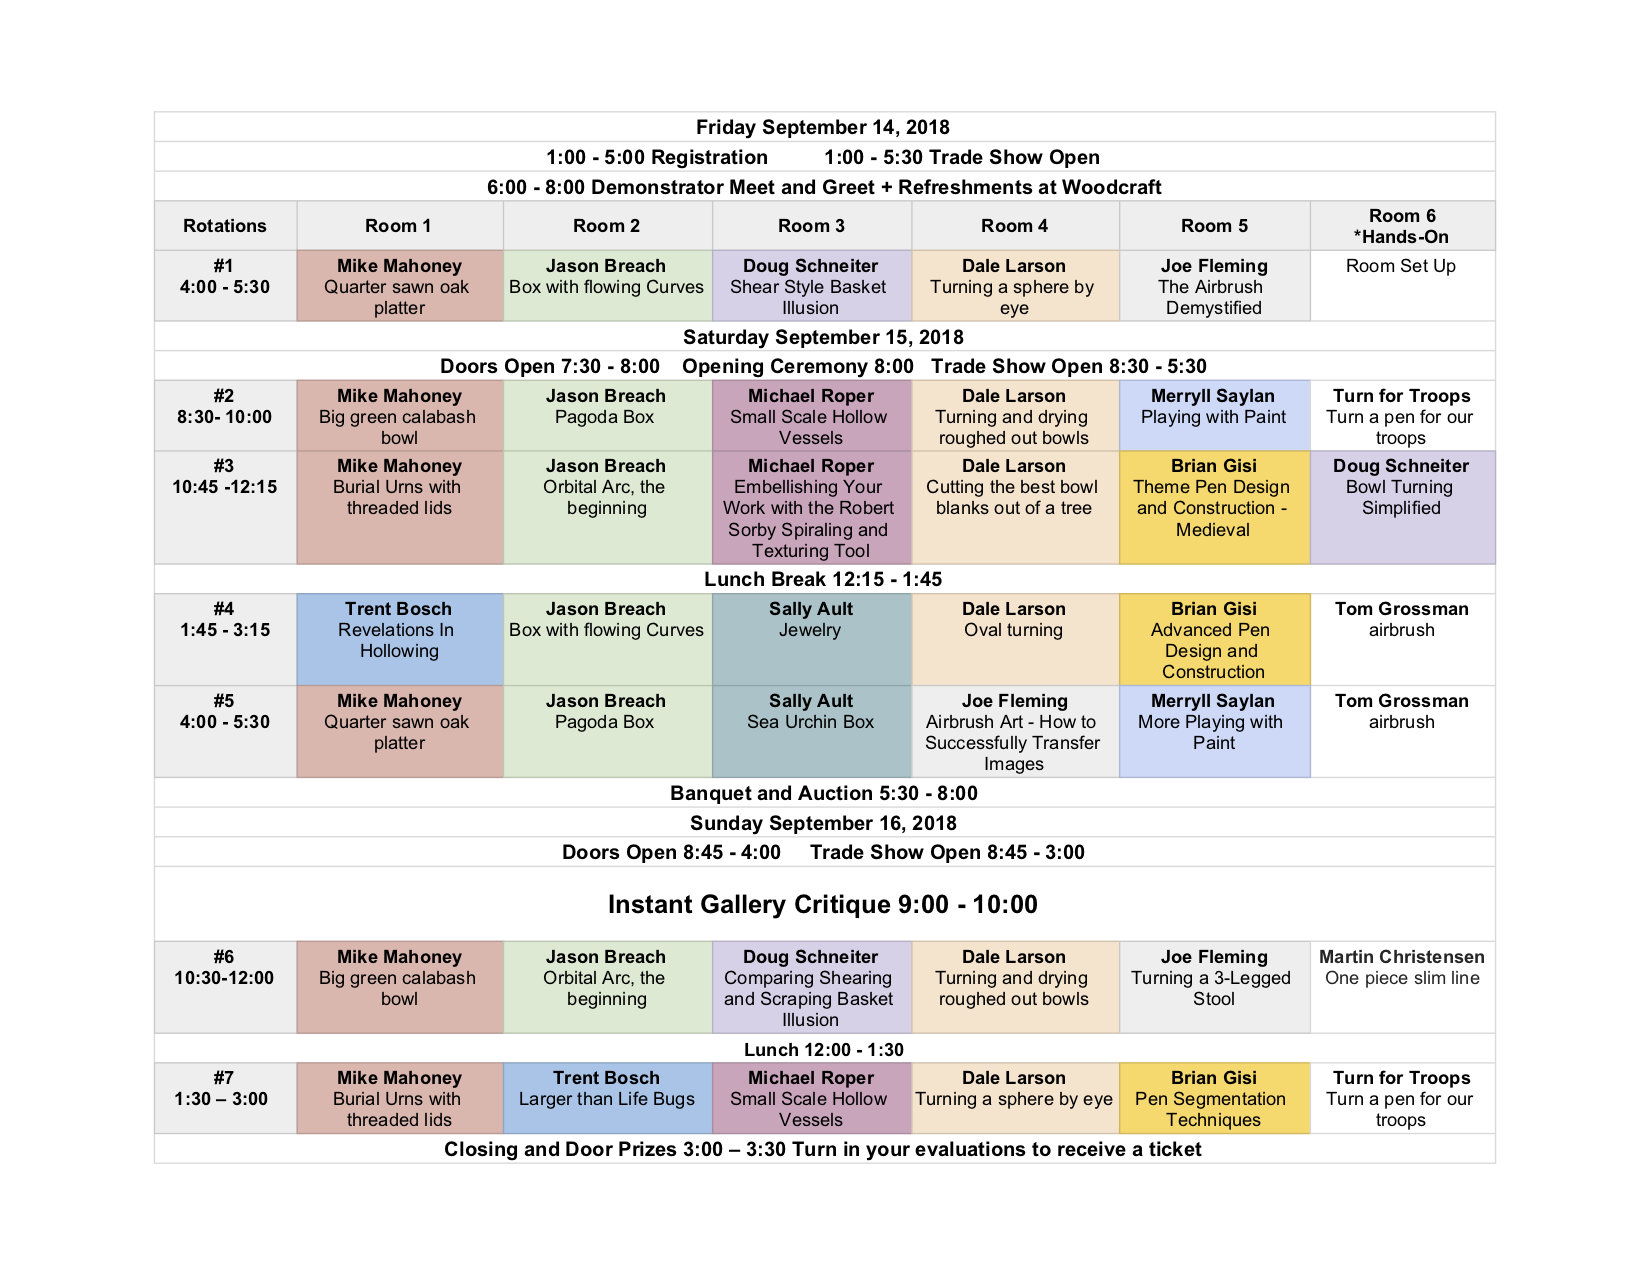 Friday September 14, 2018
1:00 - 5:00 Registration 1:00 - 5:30 Trade Show Open
6:00 - 8:00 Demonstrator Meet and Greet + Refreshments at Woodcraft
Rotations
Room 1
Room 2
Room 3
Room 4
Room 5
Room 6
*Hands-On
#1
4:00 - 5:30
Mike Mahoney
Quarter sawn oak
platter
Jason Breach
Box with flowing Curves
Doug Schneiter
Shear Style Basket
Illusion
Dale Larson
Turning a sphere by
eye
Joe Fleming
The Airbrush
Demystified
Room Set Up
Saturday September 15, 2018
Doors Open 7:30 - 8:00 Opening Ceremony 8:00 Trade Show Open 8:30 - 5:30
#2
8:30- 10:00
Mike Mahoney
Big green calabash
bowl
Jason Breach
Pagoda Box
Michael Roper
Small Scale Hollow
Vessels
Dale Larson
Turning and drying
roughed out bowls
Merryll Saylan
Playing with Paint
Turn for Troops
Turn a pen for our
troops
#3
10:45 -12:15
Mike Mahoney
Burial Urns with
threaded lids
Jason Breach
Orbital Arc, the
beginning
Michael Roper
Embellishing Your
Work with the Robert
Sorby Spiraling and
Texturing Tool
Dale Larson
Cutting the best bowl
blanks out of a tree
Brian Gisi
Theme Pen Design
and Construction -
Medieval
Doug Schneiter
Bowl Turning
Simplified
Lunch Break 12:15 - 1:45
#4
1:45 - 3:15
Trent Bosch
Revelations In
Hollowing
Jason Breach
Box with flowing Curves
Sally Ault
Jewelry
Dale Larson
Oval turning
Brian Gisi
Advanced Pen
Design and
Construction
Tom Grossman
airbrush
#5
4:00 - 5:30
Mike Mahoney
Quarter sawn oak
platter
Jason Breach
Pagoda Box
Sally Ault
Sea Urchin Box
Joe Fleming
Airbrush Art - How to
Successfully Transfer
Images
Merryll Saylan
More Playing with
Paint
Tom Grossman
airbrush
Banquet and Auction 5:30 - 8:00
Sunday September 16, 2018
Doors Open 8:45 - 4:00 Trade Show Open 8:45 - 3:00
Instant Gallery Critique 9:00 - 10:00
#6
10:30-12:00
Mike Mahoney
Big green calabash
bowl
Jason Breach
Orbital Arc, the
beginning
Doug Schneiter
Comparing Shearing
and Scraping Basket
Illusion
Dale Larson
Turning and drying
roughed out bowls
Joe Fleming
Turning a 3-Legged
Stool
Martin Christensen
One piece slim line
Lunch 12:00 - 1:30
#7
1:30 – 3:00
Mike Mahoney
Burial Urns with
threaded lids
Trent Bosch
Larger than Life Bugs
Michael Roper
Small Scale Hollow
Vessels
Dale Larson
Turning a sphere by eye
Brian Gisi
Pen Segmentation
Techniques
Turn for Troops
Turn a pen for our
troops
Closing and Door Prizes 3:00 – 3:30 Turn in your evaluations to receive a ticket